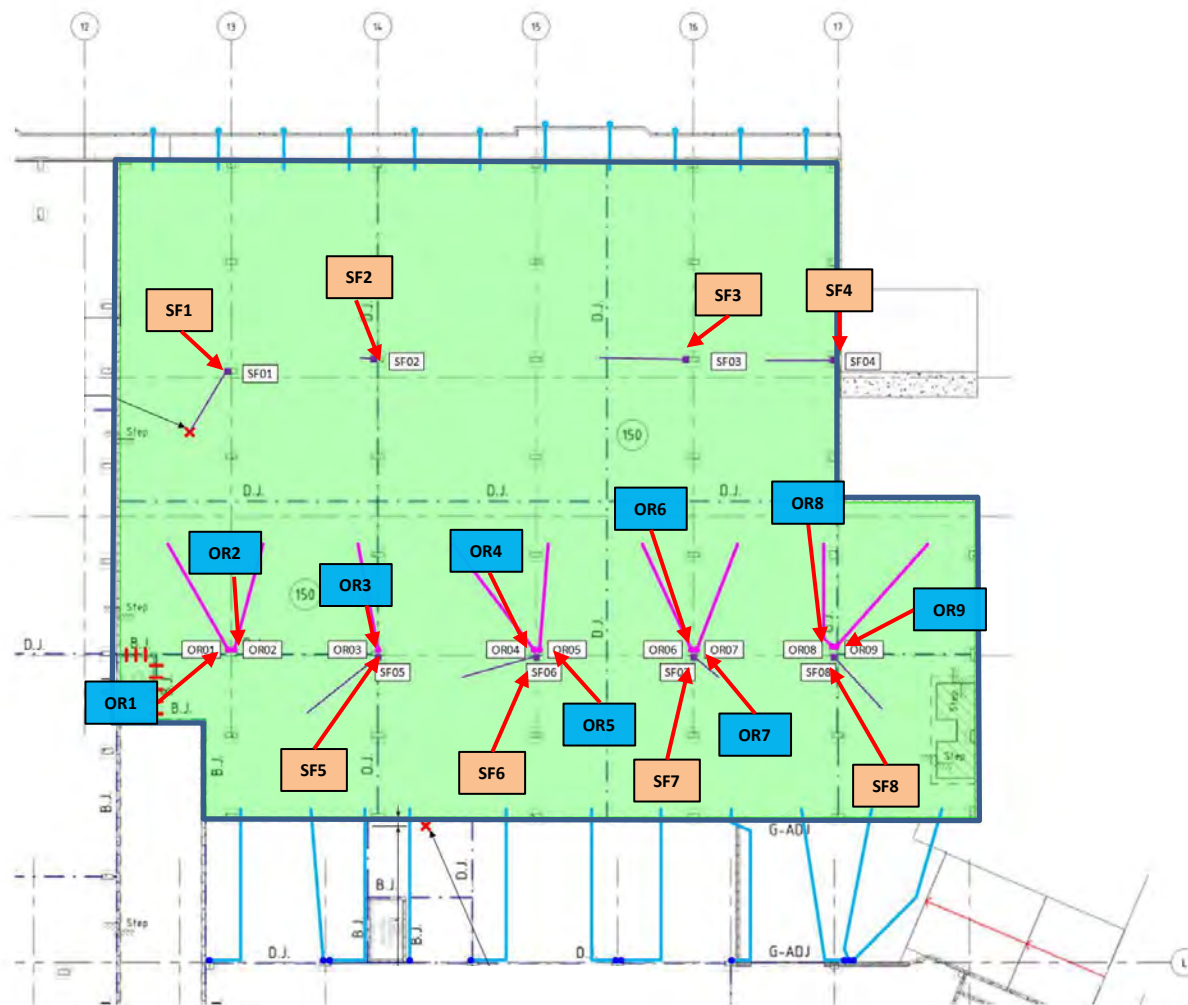 12
13
14
15
16
17
SF2
SF4
SF3
SF1
D.J.
D.J.
SF02
SF03
SF04
SF01
Step
150
D.J.
D.J.
D.J.
OR8
OR6
OR4
OR2
OR3
150
OR9
Step
D.J.
B.J.
D.J.
OR01
OR02
OR03
OR04
OR05
OR06
OR07
OR08
OR09
SF05
SF06
SF07
SF08
OR1
B.J.
OR5
OR7
Step
SF5
SF6
SF7
SF8
Step
B.J.
B.J.
D.J.
G-ADJ
D.J.
B.J.
Step
B.J.
B.J.
D.J.
D.
G-ADJ
L